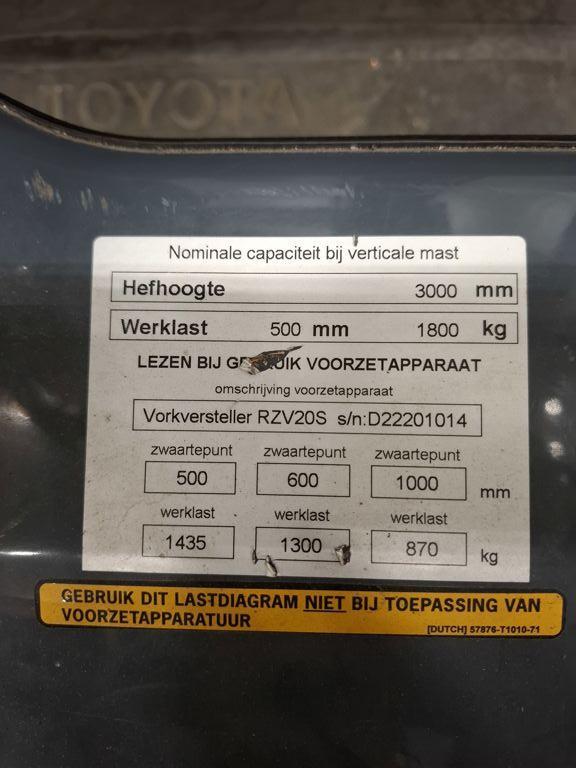 TOYOTA
Nominale capaciteit bij verticale mast
Hefhoogte 3000 mm
Werklast 500 mm 1800 kg
LEZEN BIJ VOORZETAPPARAAT
omschrijving voorzetapparaat
Vorkversteller RZV20S s/n:D22201014
zwaartepunt zwaartepunt zwaartepunt
500 600 1000 mm
werklast werklast werklast
1435 1300 870 kg
GEBRUIK DIT LASTDIAGRAM NIET BIJ TOEPASSING VAN
VOORZETAPPARATUUR
[DUTCH] 57876-T1010-71